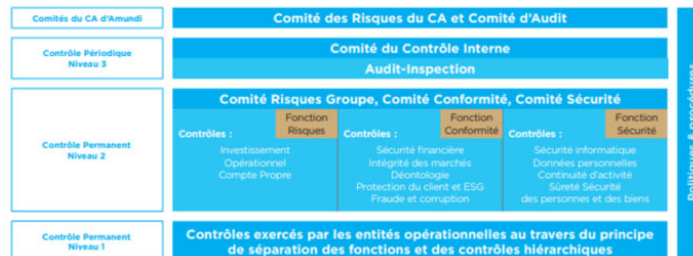 Comités du CA d'Amundi
Comité des Risques du CA et Comité d'Audit
Contrôle Périodique
Niveau 3
Comité du Contrôle Interne
Audit-Inspection
Contrôle Permanent
Niveau 2
Comité Risques Groupe, Comité Conformité, Comité Sécurité
Contrôles :
Fonction
Risques
Investissement
Opérationnel
Compte Propre
Contrôles :
Fonction
Conformité
Sécurité financière
Intégrité des marchés
Déontologie
Protection du client et ESG
Fraude et corruption
Contrôles :
Fonction
Sécurité
Sécurité informatique
Données personnelles
Continuité d'activité
Sûreté Sécurité
des personnes et des biens
Contrôle Permanent
Niveau 1
Contrôles exercés par les entités opérationnelles au travers du principe
de séparation des fonctions et des contrôles hiérarchiques
Politiques & procédures